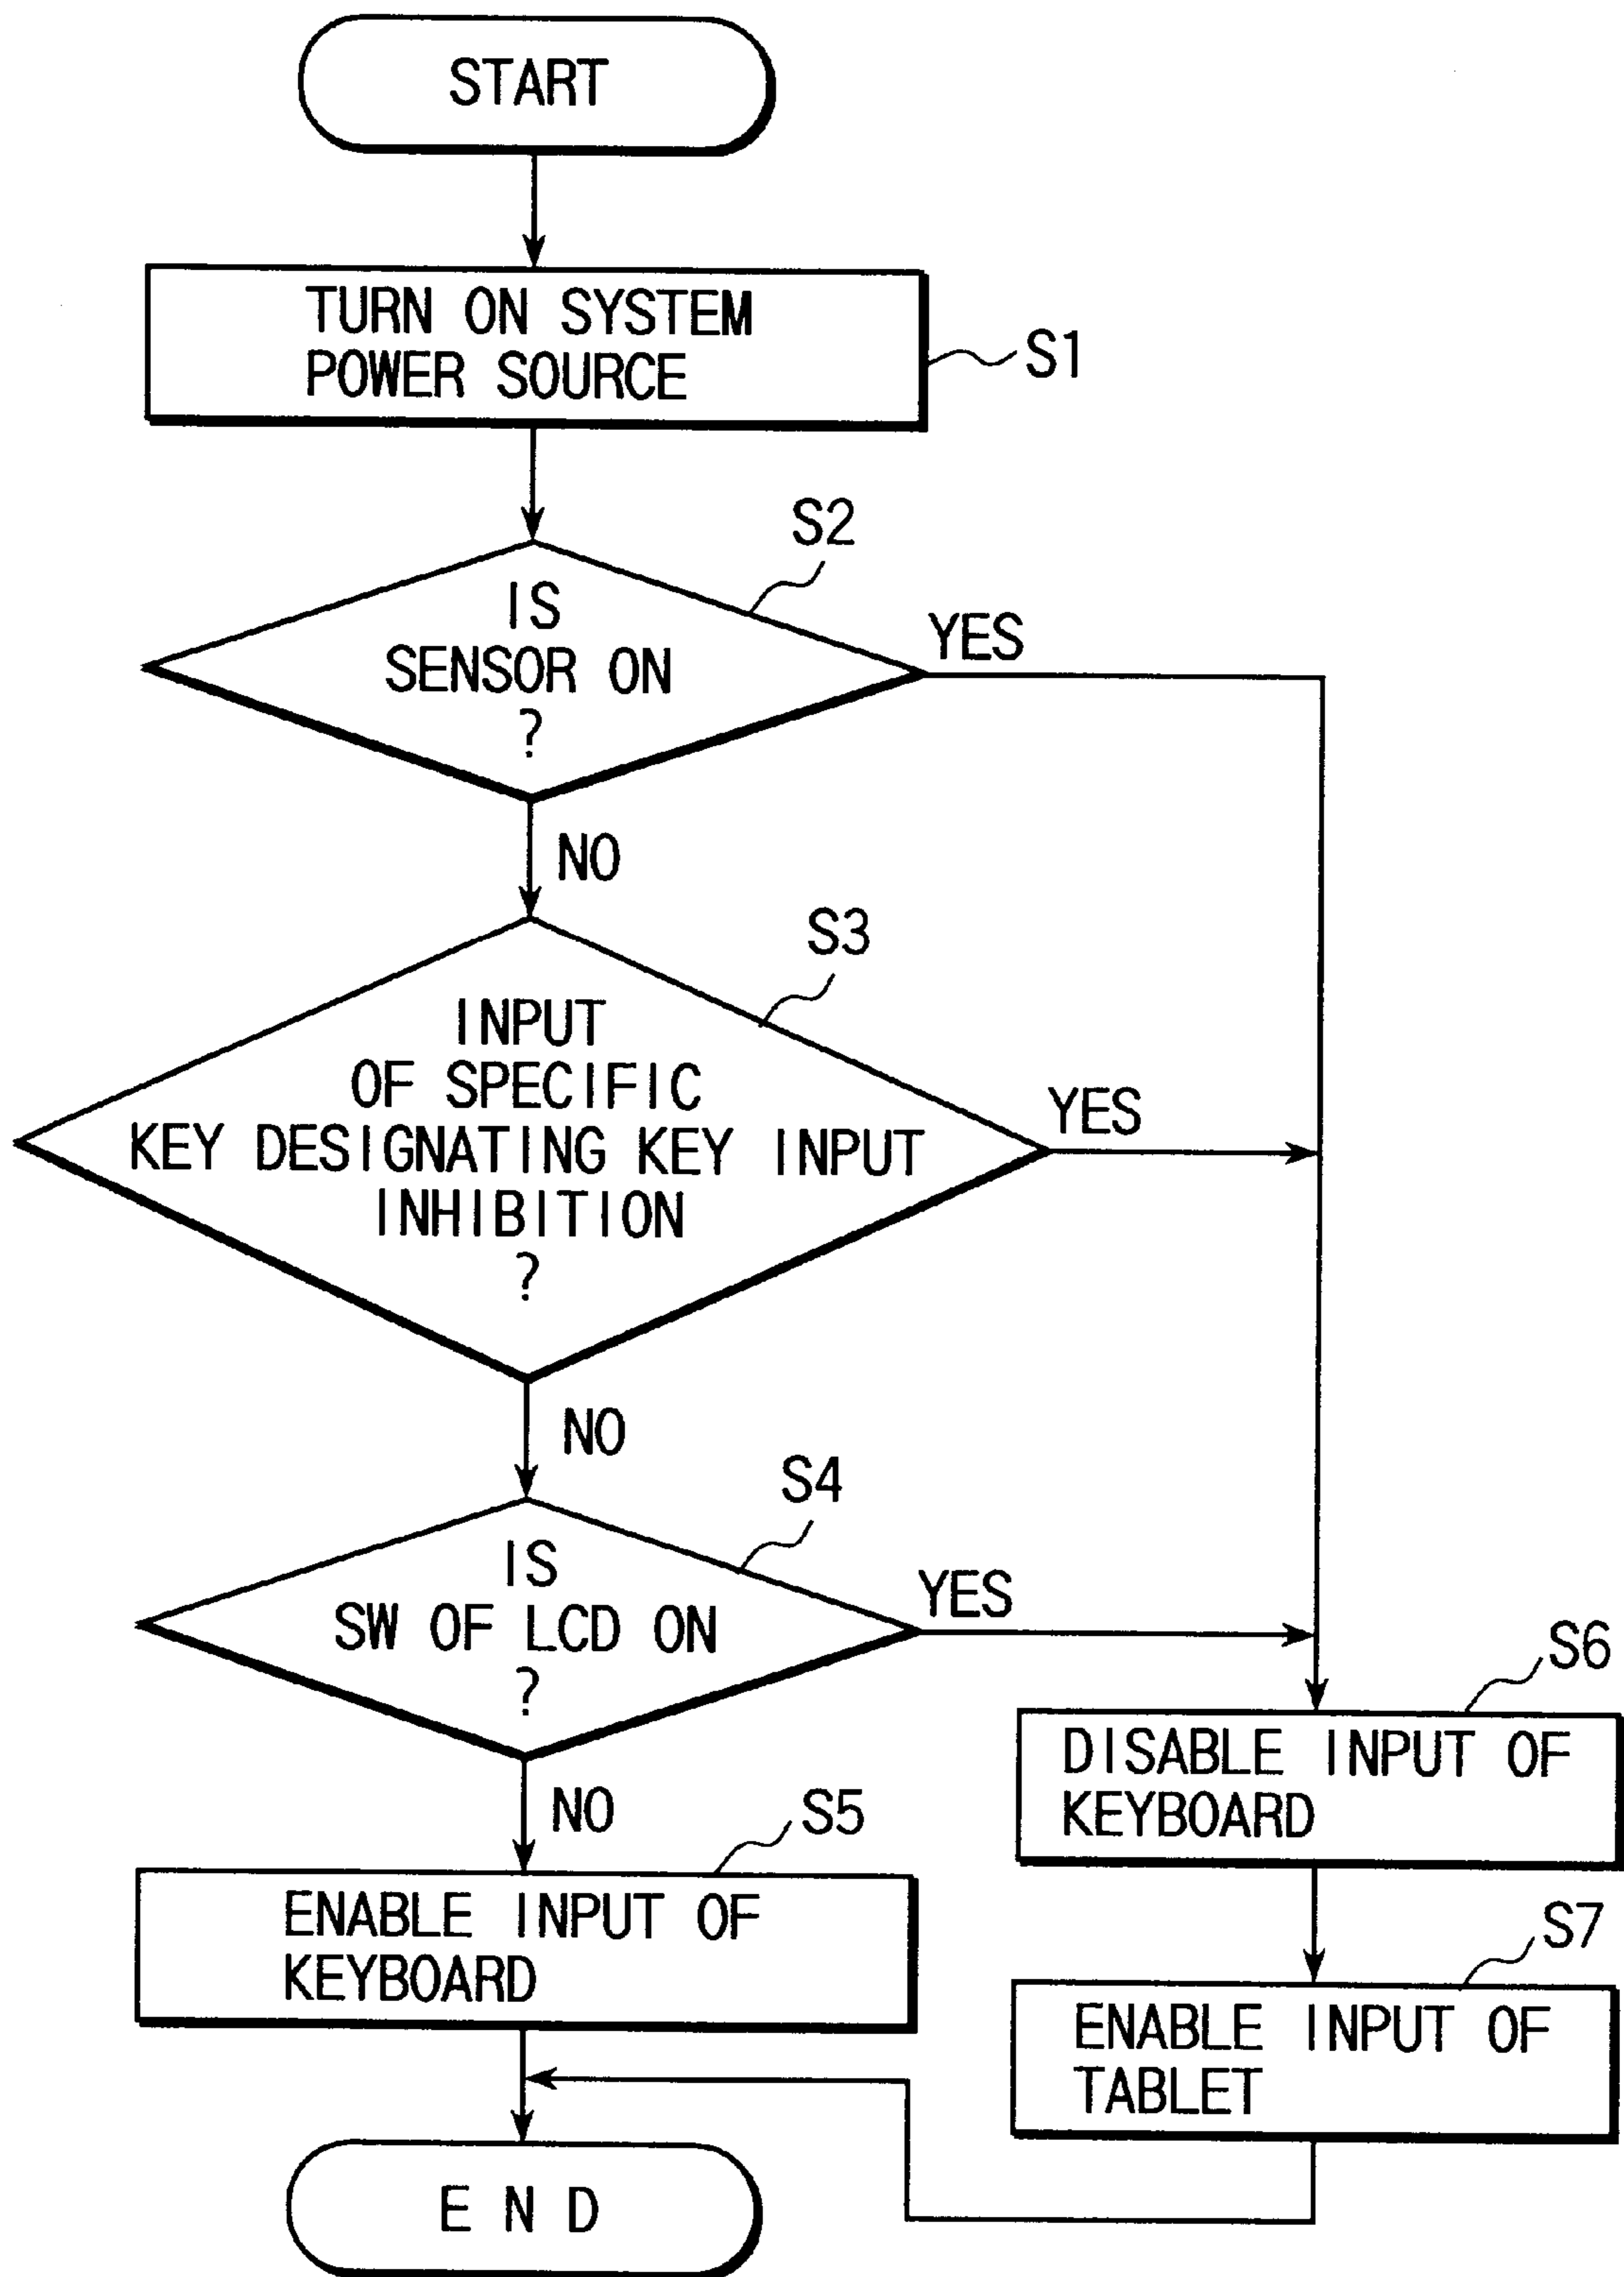 START
TURN ON SYSTEM
POWER SOURCE
S1
S2
IS
SENSOR ON
?
YES
NO
S3
INPUT
OF SPECIFIC
KEY DESIGNATING KEY INPUT
INHIBITION
?
YES
NO
S4
IS
SW OF LCD ON
?
YES
NO
S5
ENABLE INPUT OF
KEYBOARD
S6
DISABLE INPUT OF
KEYBOARD
S7
ENABLE INPUT OF
TABLET
END